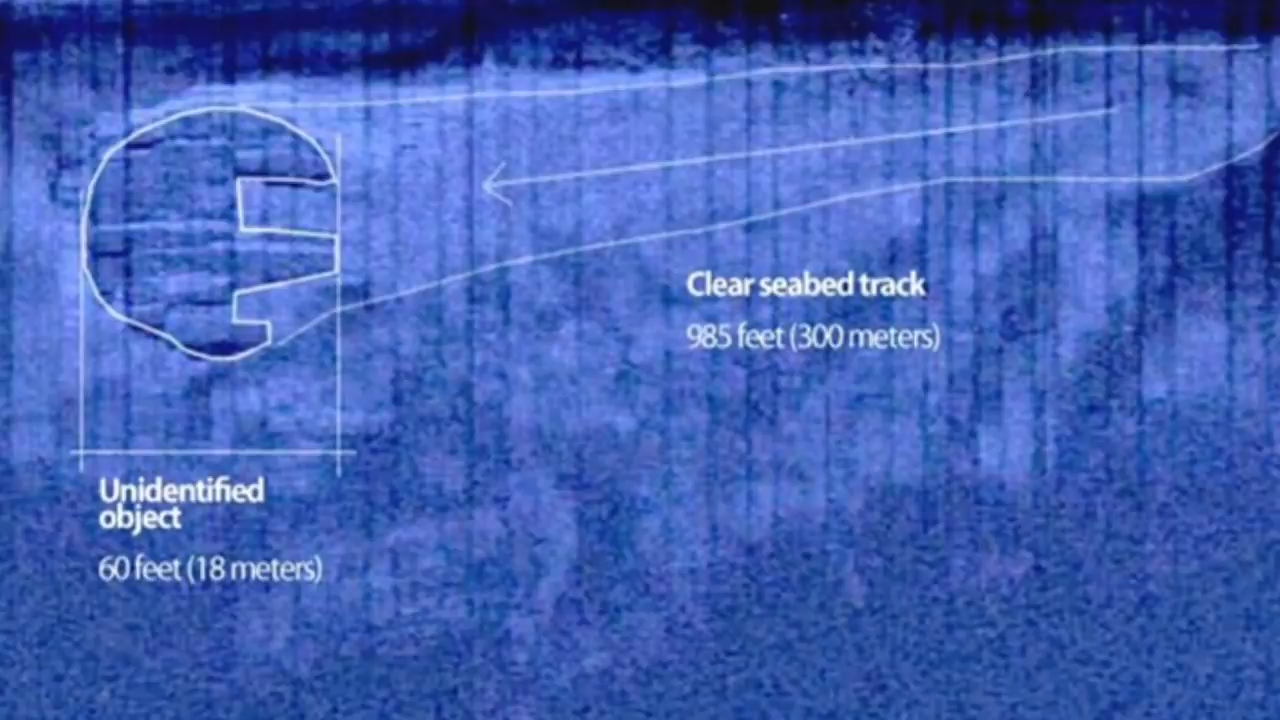 Clear seabed track
985 feet (300 meters)
Unidentified
object
60 feet (18 meters)